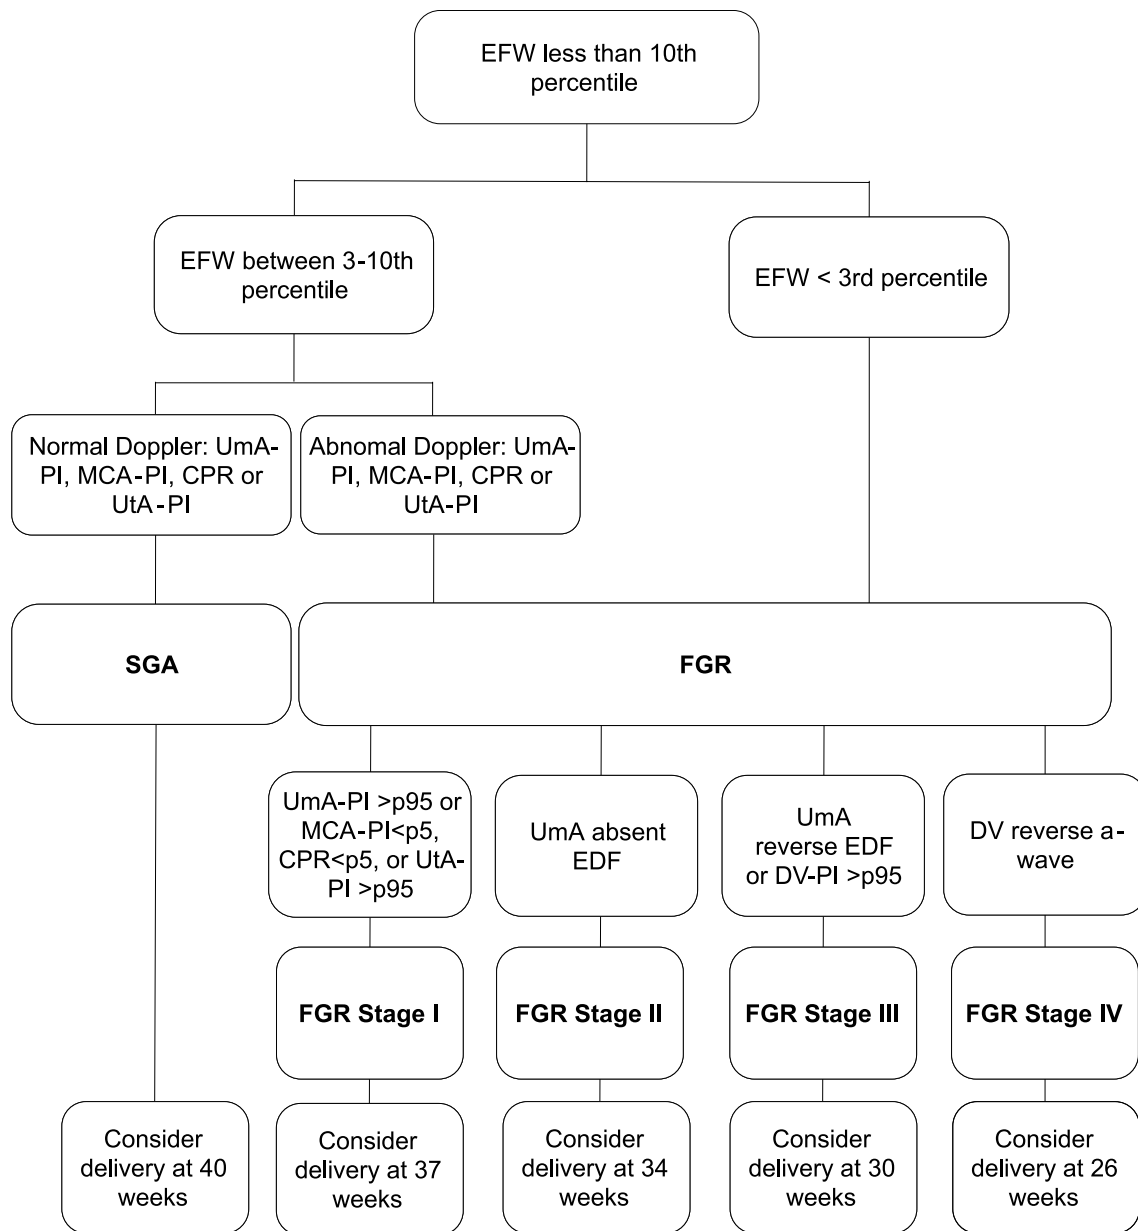 EFW less than 10th
percentile
EFW between 3-10th
percentile
EFW < 3rd percentile
Normal Doppler: UmA-
PI, MCA-PI, CPR or
UtA-PI
Abnomal Doppler: UmA-
PI, MCA-PI, CPR or
UtA-PI
SGA
FGR
UmA-PI >p95 or
MCA-PI<p5,
CPR<p5, or UtA-
PI >p95
UmA absent
EDF
UmA
reverse EDF
or DV-PI >p95
DV reverse a-
wave
FGR Stage I
FGR Stage II
FGR Stage III
FGR Stage IV
Consider
delivery at 40
weeks
Consider
delivery at 37
weeks
Consider
delivery at 34
weeks
Consider
delivery at 30
weeks
Consider
delivery at 26
weeks